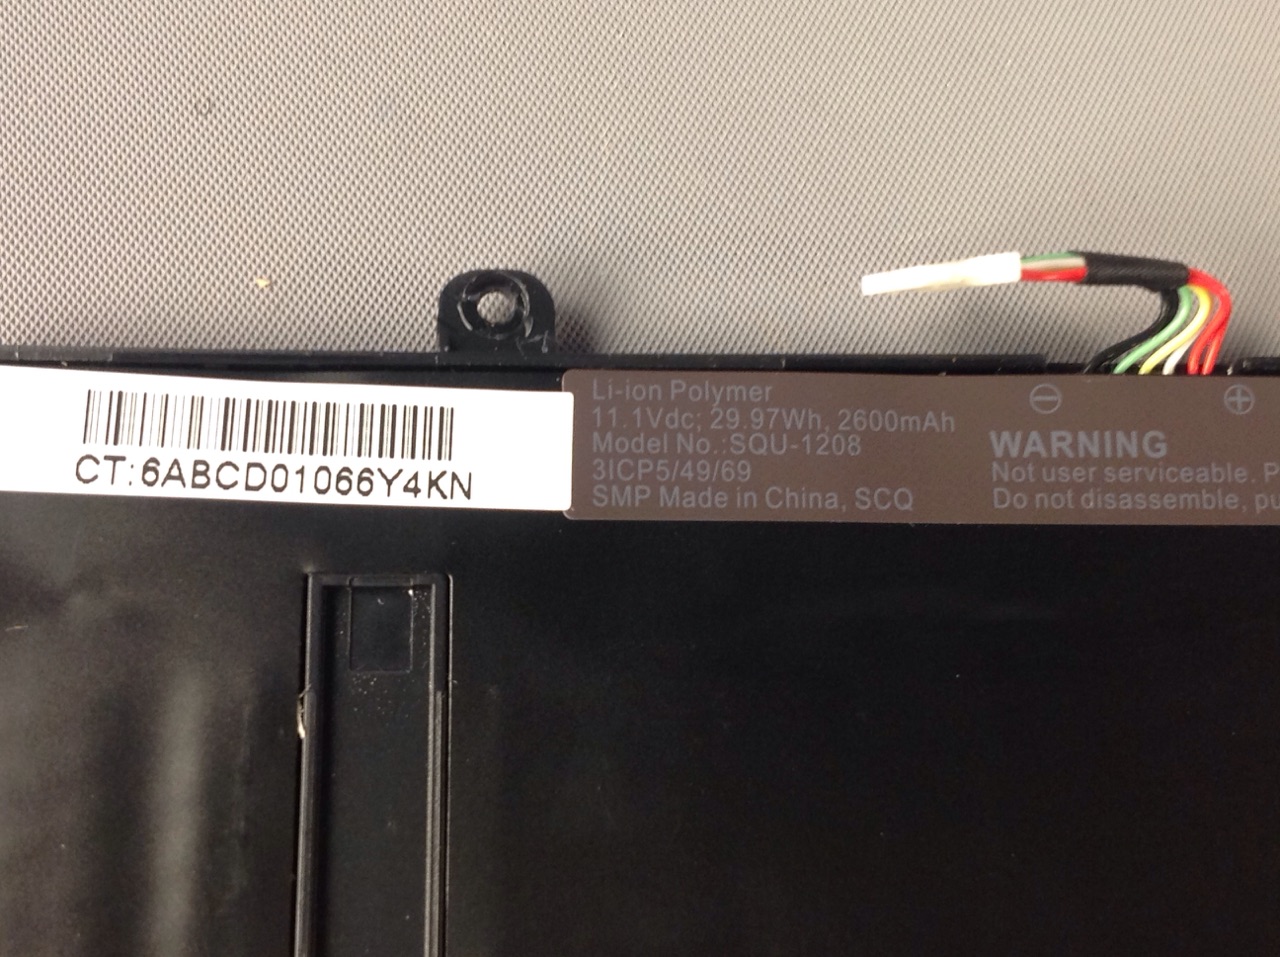 CT:6ABCD01066Y4KN
Li-ion Polymer
11.1Vdc; 29.97Wh, 2600mAh
Model No.:SQU-1208
3ICP5/49/69
SMP Made in China, SCQ
WARNING
Not user serviceable.
Do not disassemble,